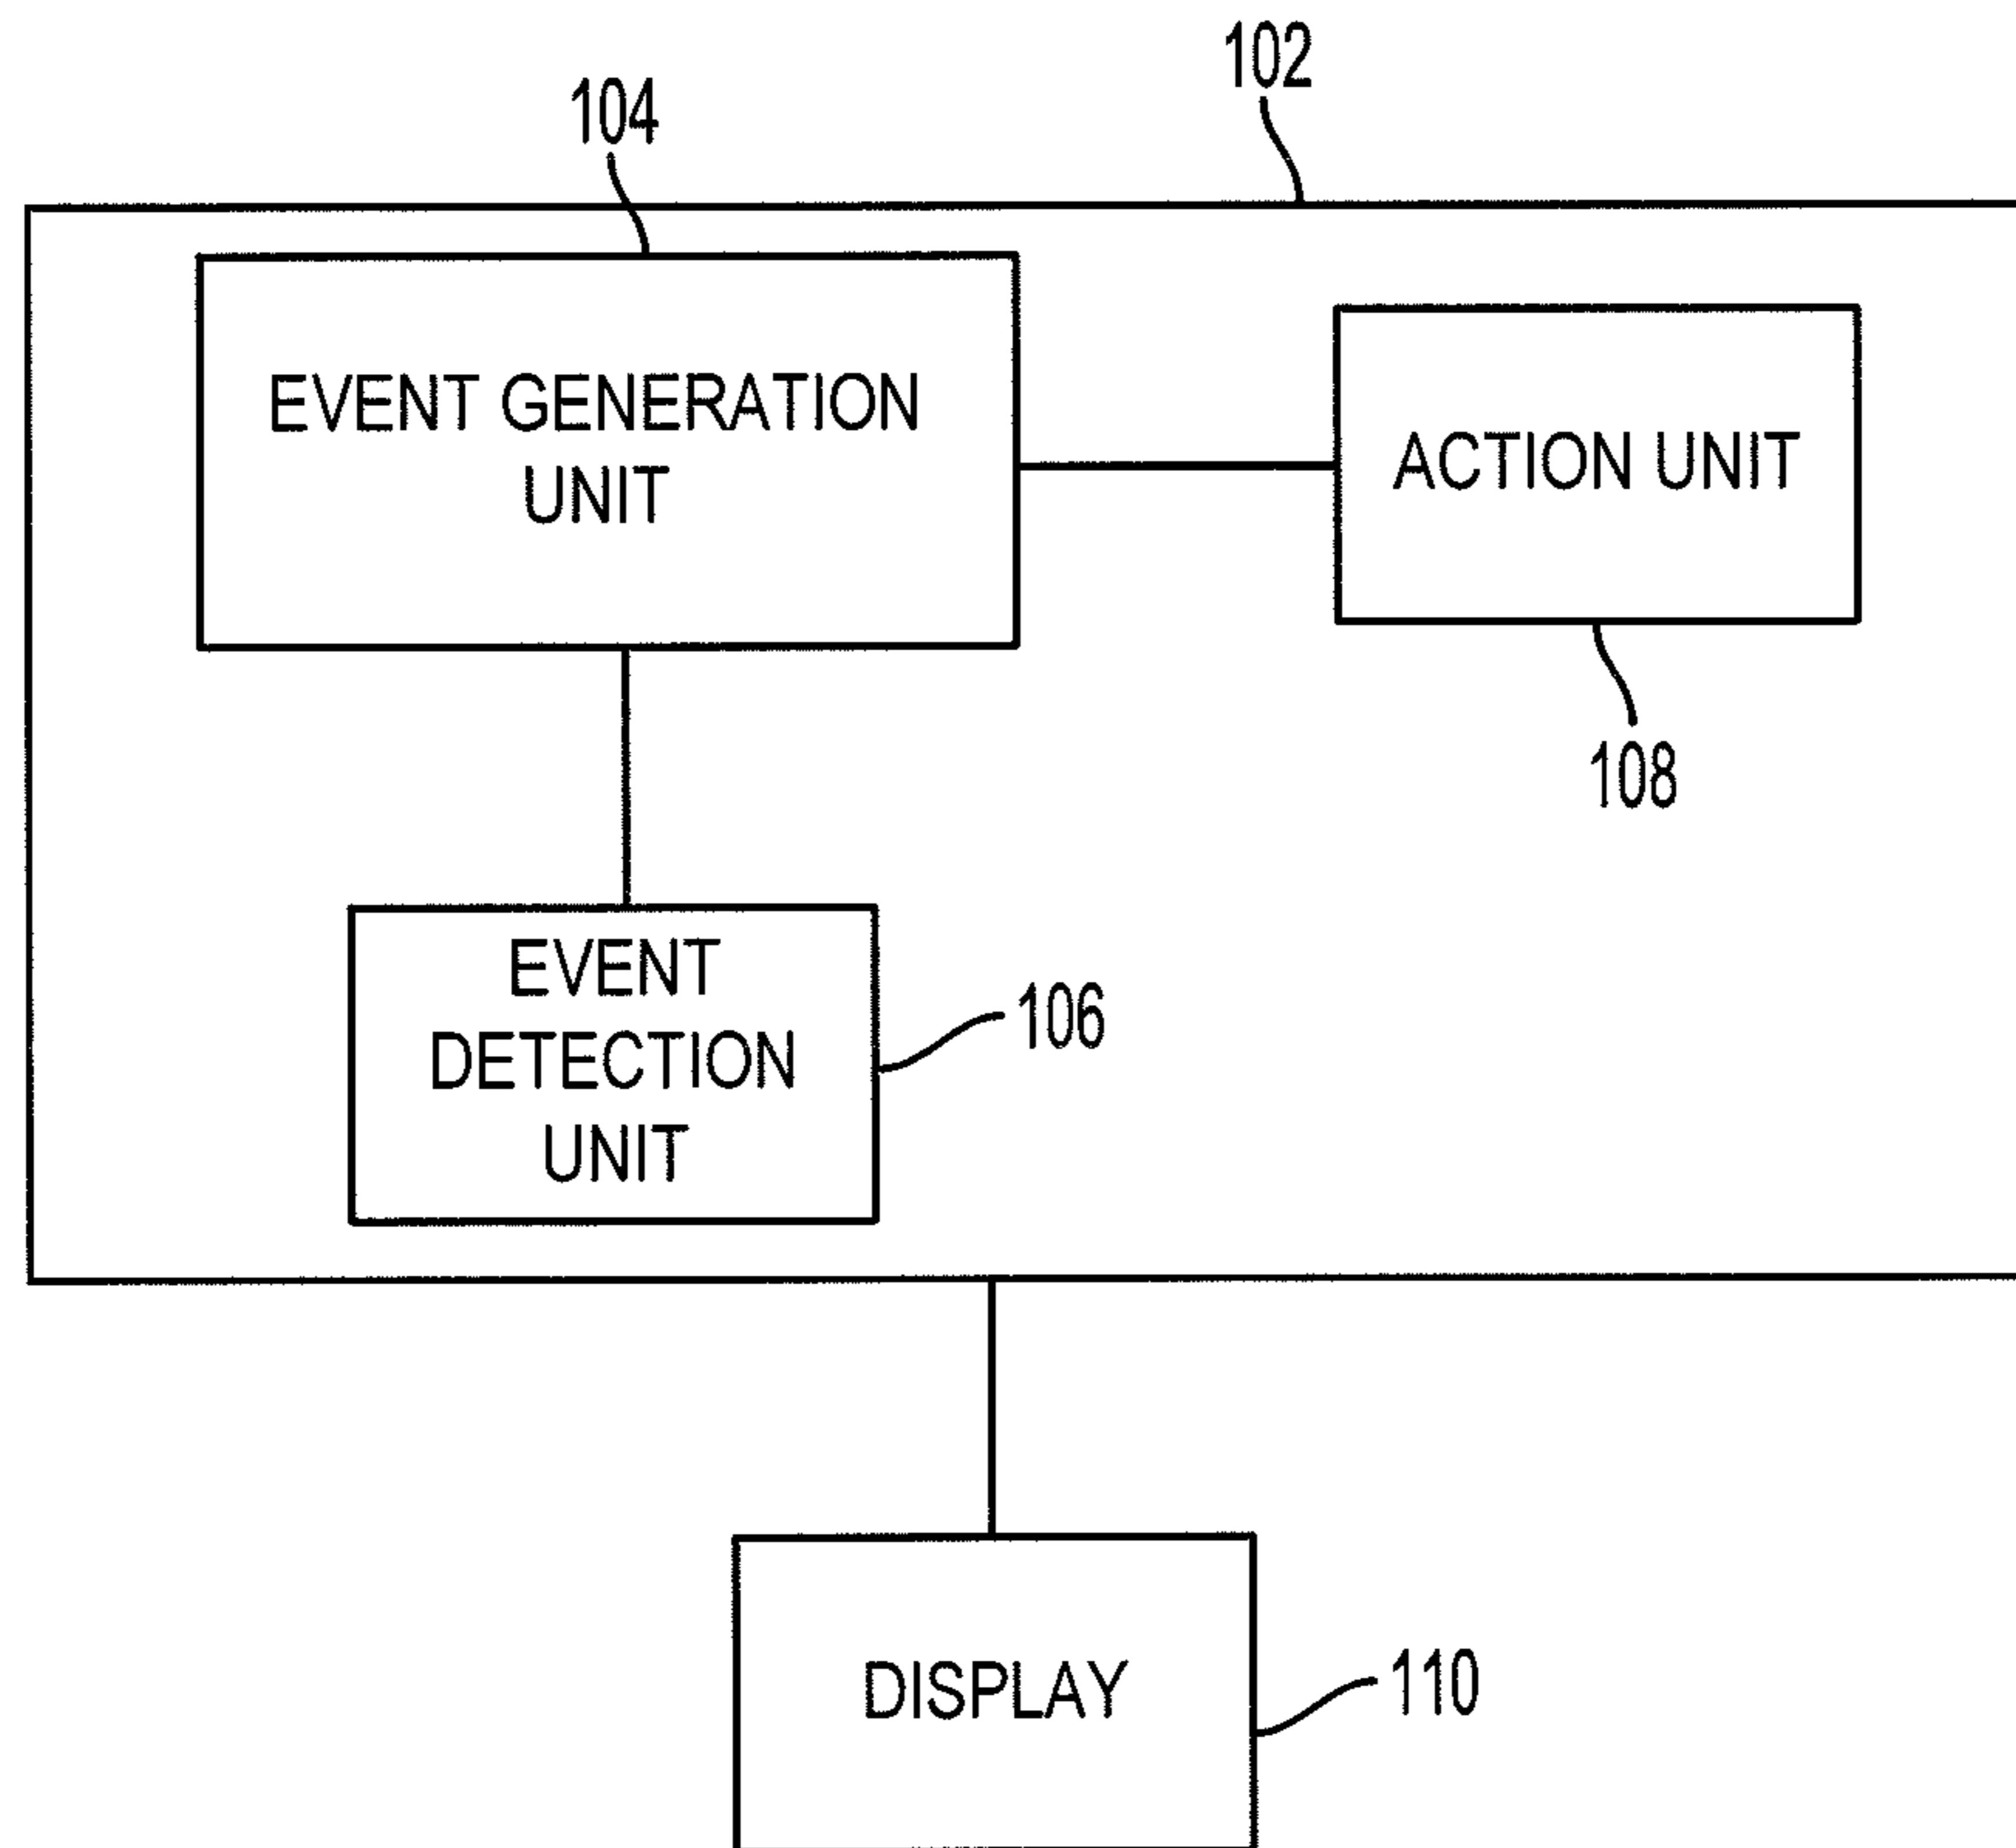 102
104
EVENT GENERATION
UNIT
ACTION UNIT
108
EVENT
DETECTION
UNIT
106
DISPLAY
110